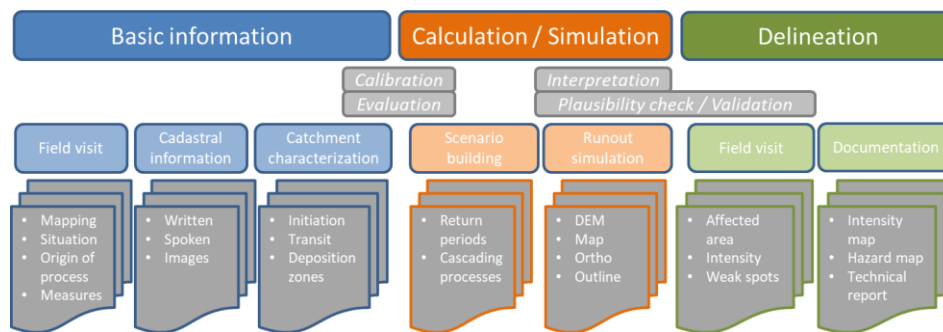 Basic information
Calculation / Simulation
Delineation
Calibration
Interpretation
Evaluation
Plausibility check / Validation
Field visit
Cadastral
information
Catchment
characterization
Scenario
building
Runout
simulation
Field visit
Documentation
• Mapping
• Situation
• Origin of
process
• Measures
• Written
• Spoken
• Images
• Initiation
• Transit
• Deposition
zones
• Return
periods
• Cascading
processes
• DEM
• Map
• Ortho
• Outline
• Affected
area
• Intensity
• Weak spots
• Intensity
map
• Hazard map
• Technical
report